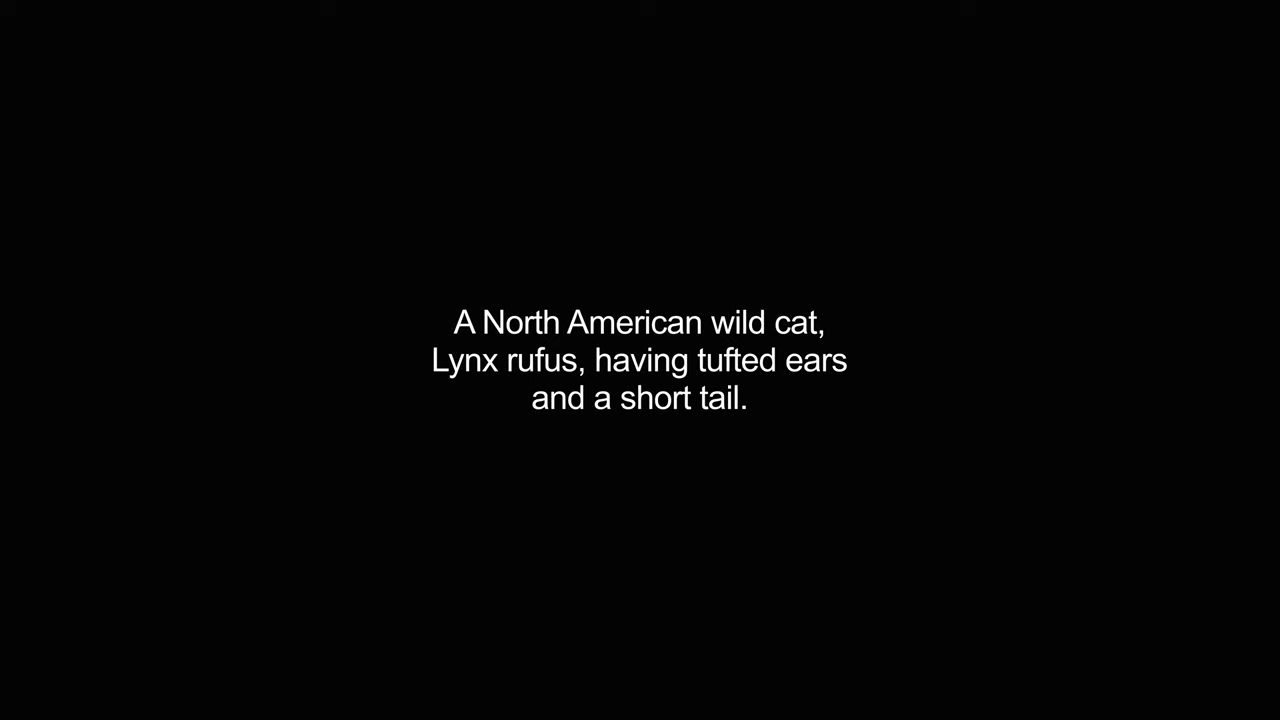 A North American wild cat,
Lynx rufus, having tufted ears
and a short tail.